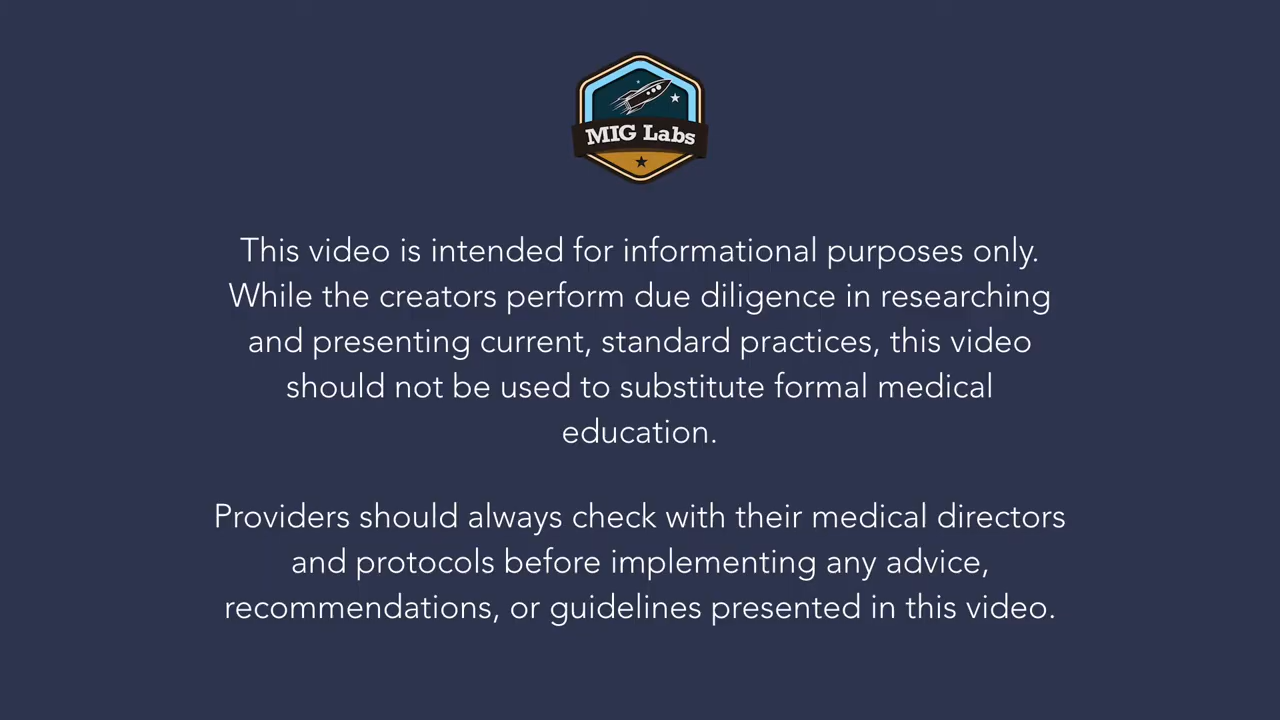 MIG Labs
This video is intended for informational purposes only.
While the creators perform due diligence in researching
and presenting current, standard practices, this video
should not be used to substitute formal medical
education.
Providers should always check with their medical directors
and protocols before implementing any advice,
recommendations, or guidelines presented in this video.